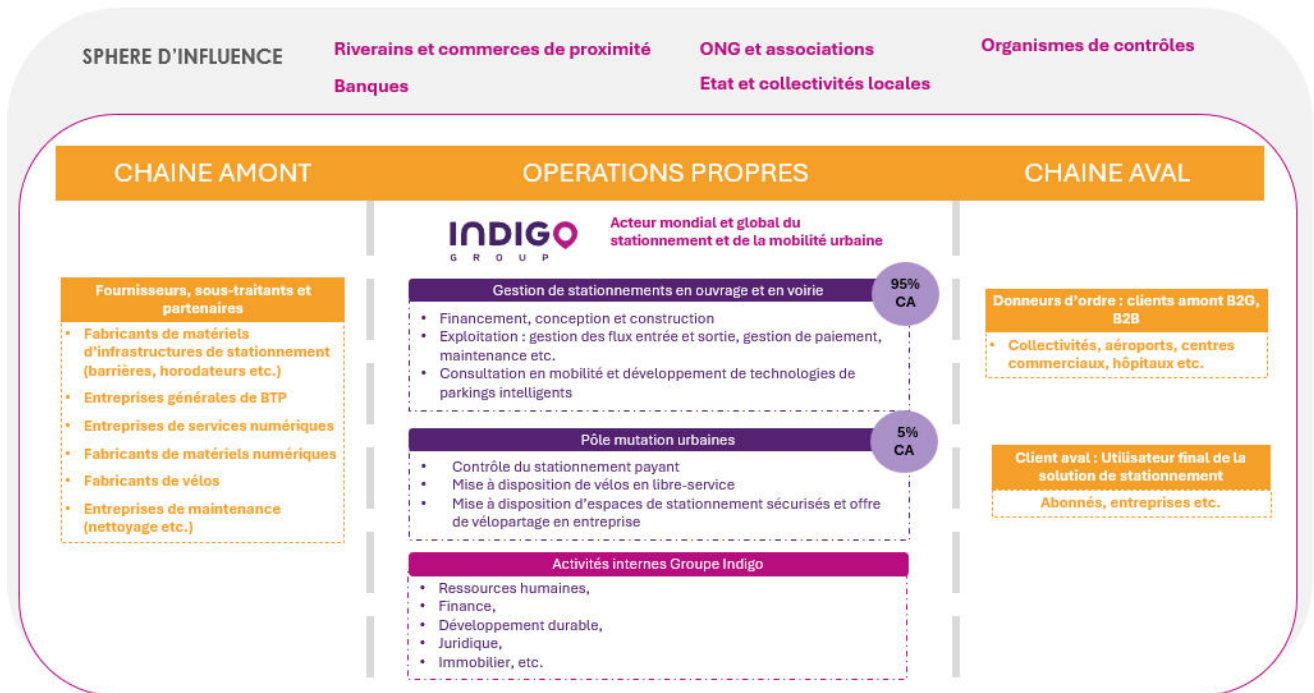 SPHERE D'INFLUENCE
Riverains et commerces de proximité
ONG et associations
Organismes de contrôles
Banques
Etat et collectivités locales
CHAINE AMONT
OPERATIONS PROPRES
CHAINE AVAL
INDIGO
GROUP
Acteur mondial et global du
stationnement et de la mobilité urbaine
Fournisseurs, sous-traitants et
partenaires
• Fabricants de matériels
d'infrastructures de stationnement
(barrières, horodateurs etc.)
• Entreprises générales de BTP
• Entreprises de services numériques
• Fabricants de matériels numériques
• Fabricants de vélos
• Entreprises de maintenance
(nettoyage etc.)
Gestion de stationnements en ouvrage et en voirie
95%
CA
• Financement, conception et construction
• Exploitation : gestion des flux entrée et sortie, gestion de paiement,
maintenance etc.
• Consultation en mobilité et développement de technologies de
parkings intelligents
Pôle mutation urbaines
5%
CA
• Contrôle du stationnement payant
• Mise à disposition de vélos en libre-service
• Mise à disposition d'espaces de stationnement sécurisés et offre
de vélopartage en entreprise
Activités internes Groupe Indigo
• Ressources humaines,
• Finance,
• Développement durable,
• Juridique,
• Immobilier, etc.
Donneurs d'ordre : clients amont B2G,
B2B
• Collectivités, aéroports, centres
commerciaux, hôpitaux etc.
Client aval : Utilisateur final de la
solution de stationnement
Abonnés, entreprises etc.